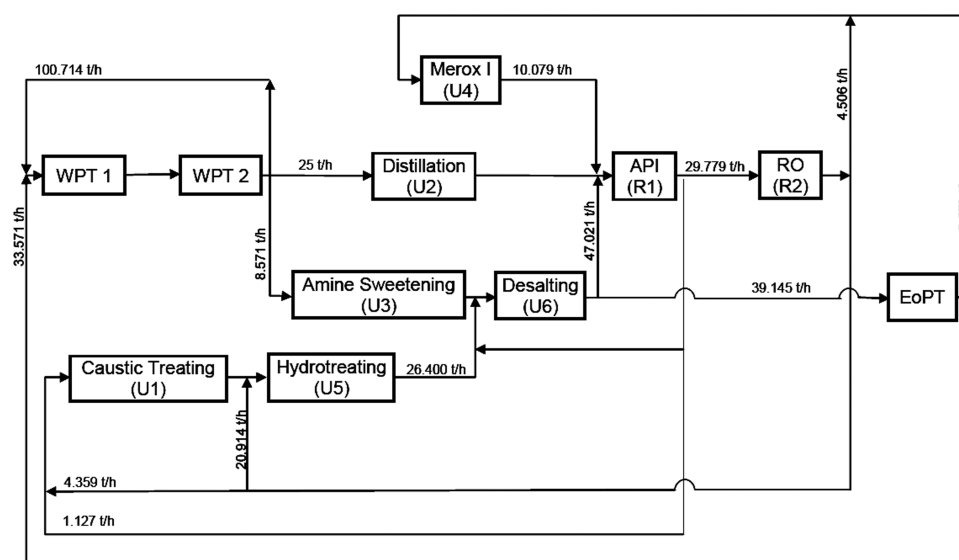 100.714 t/h
Merox I
(U4)
10.079 t/h
4.506 t/h
WPT 1
WPT 2
25 t/h
Distillation
(U2)
API
(R1)
29.779 t/h
RO
(R2)
33.571 t/h
8.571 t/h
47.021 t/h
Amine Sweetening
(U3)
Desalting
(U6)
39.145 t/h
EoPT
Caustic Treating
(U1)
Hydrotreating
(U5)
26.400 t/h
20.914 t/h
4.359 t/h
1.127 t/h